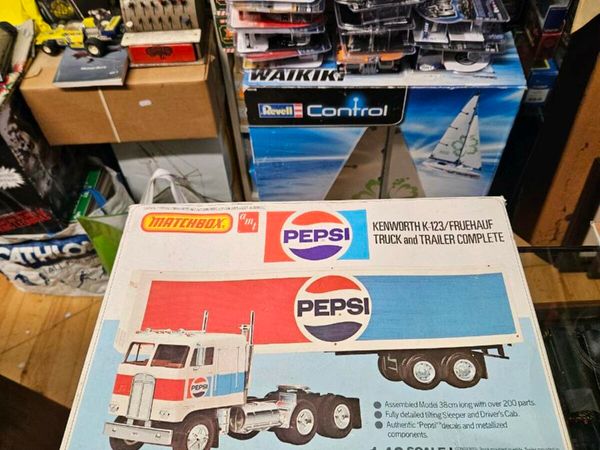 WAIKIKI
Revell Control
MATCHBOX
amt
PEPSI
KENWORTH K-123/FRUEHAUF
TRUCK and TRAILER COMPLETE
PEPSI
PEPSI
Assembled Model 38cm long with over 200 parts.
Fully detailed tilting Sleeper and Driver's Cab.
Authentic "Pepsi" decals and metallized
components.